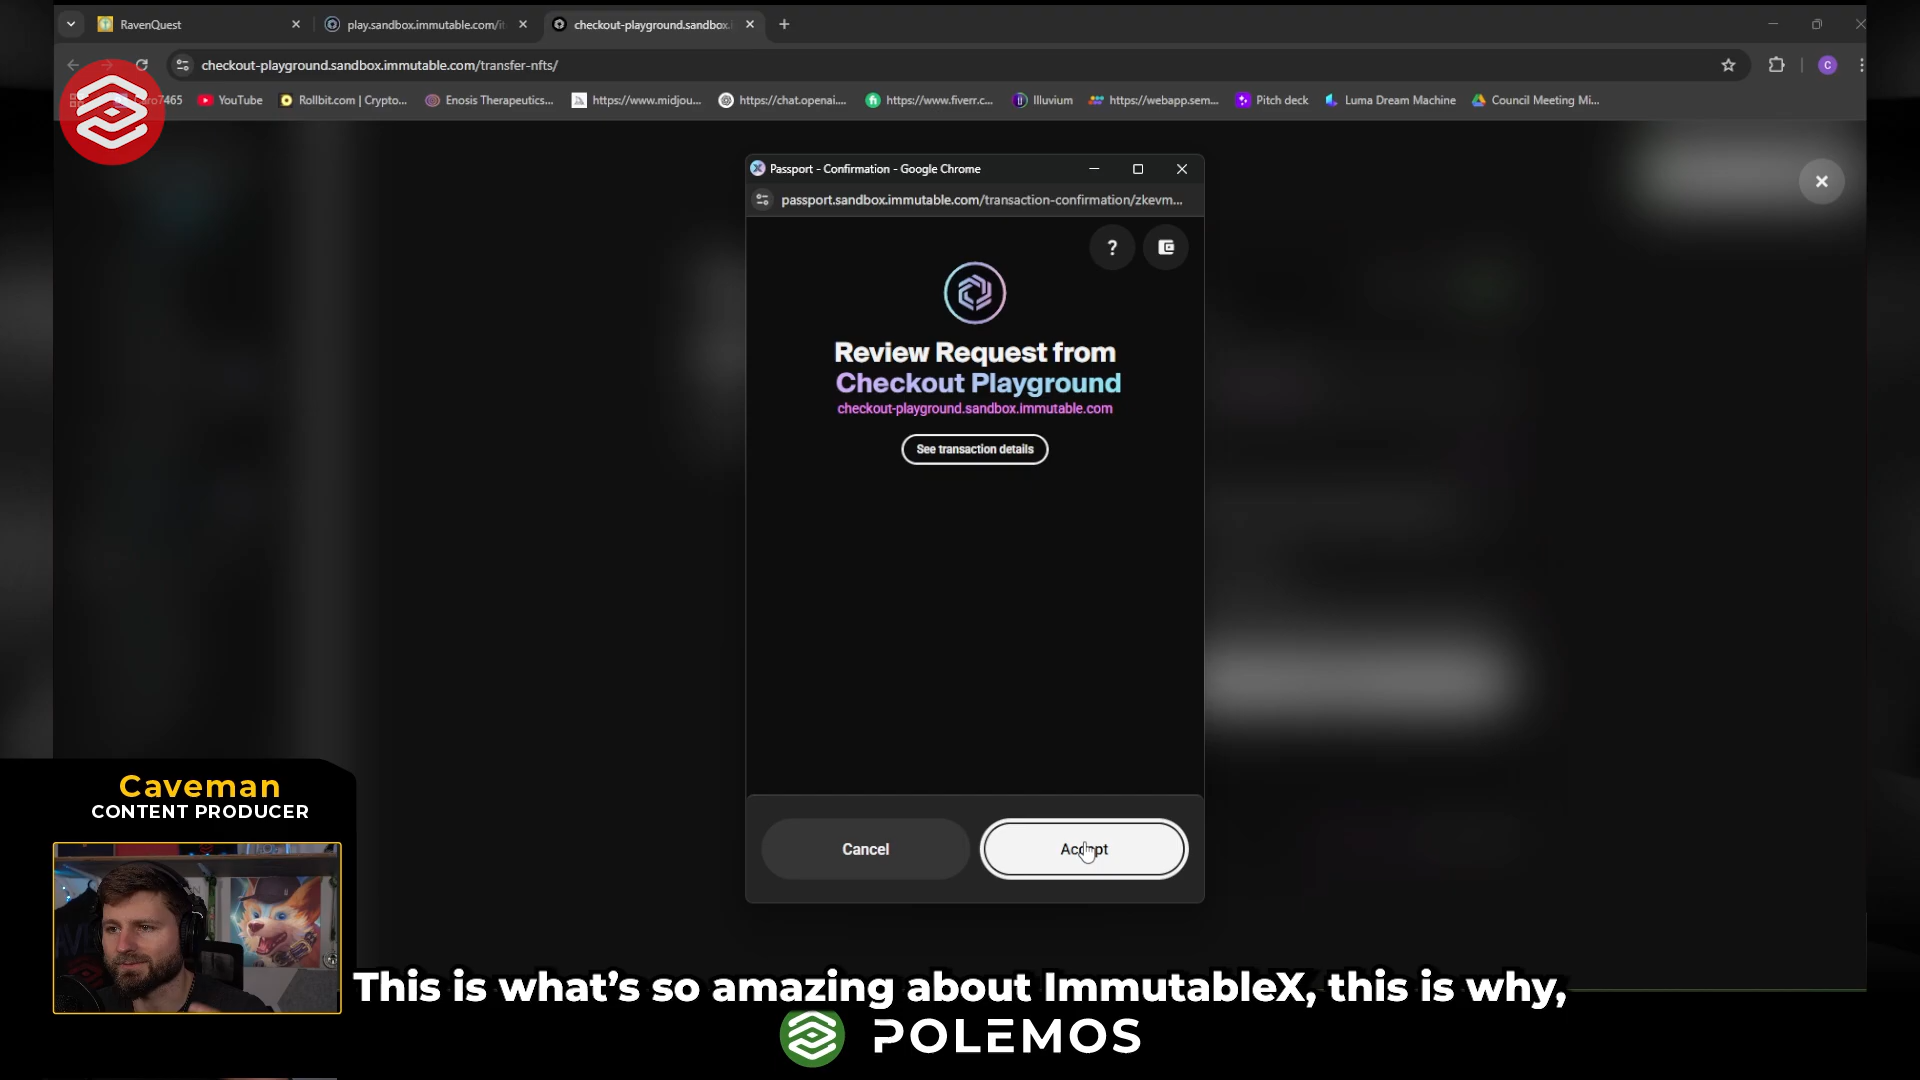 RavenQuest
play.sandbox.immutable.com/it
checkout-playground.sandbox.i
checkout-playground.sandbox.immutable.com/transfer-nfts/
YouTube
Rollbit.com | Crypto...
Enosis Therapeutics...
https://www.midjou...
https://chat.openai....
https://www.fiverr.c...
Illuvium
https://webapp.sem...
Pitch deck
Luma Dream Machine
Council Meeting Mi...
C
Passport - Confirmation - Google Chrome
passport.sandbox.immutable.com/transaction-confirmation/zkevm...
?
Review Request from
Checkout Playground
checkout-playground.sandbox.immutable.com
See transaction details
Cancel
Accept
Caveman
CONTENT PRODUCER
This is what's so amazing about ImmutableX, this is why,
POLEMOS